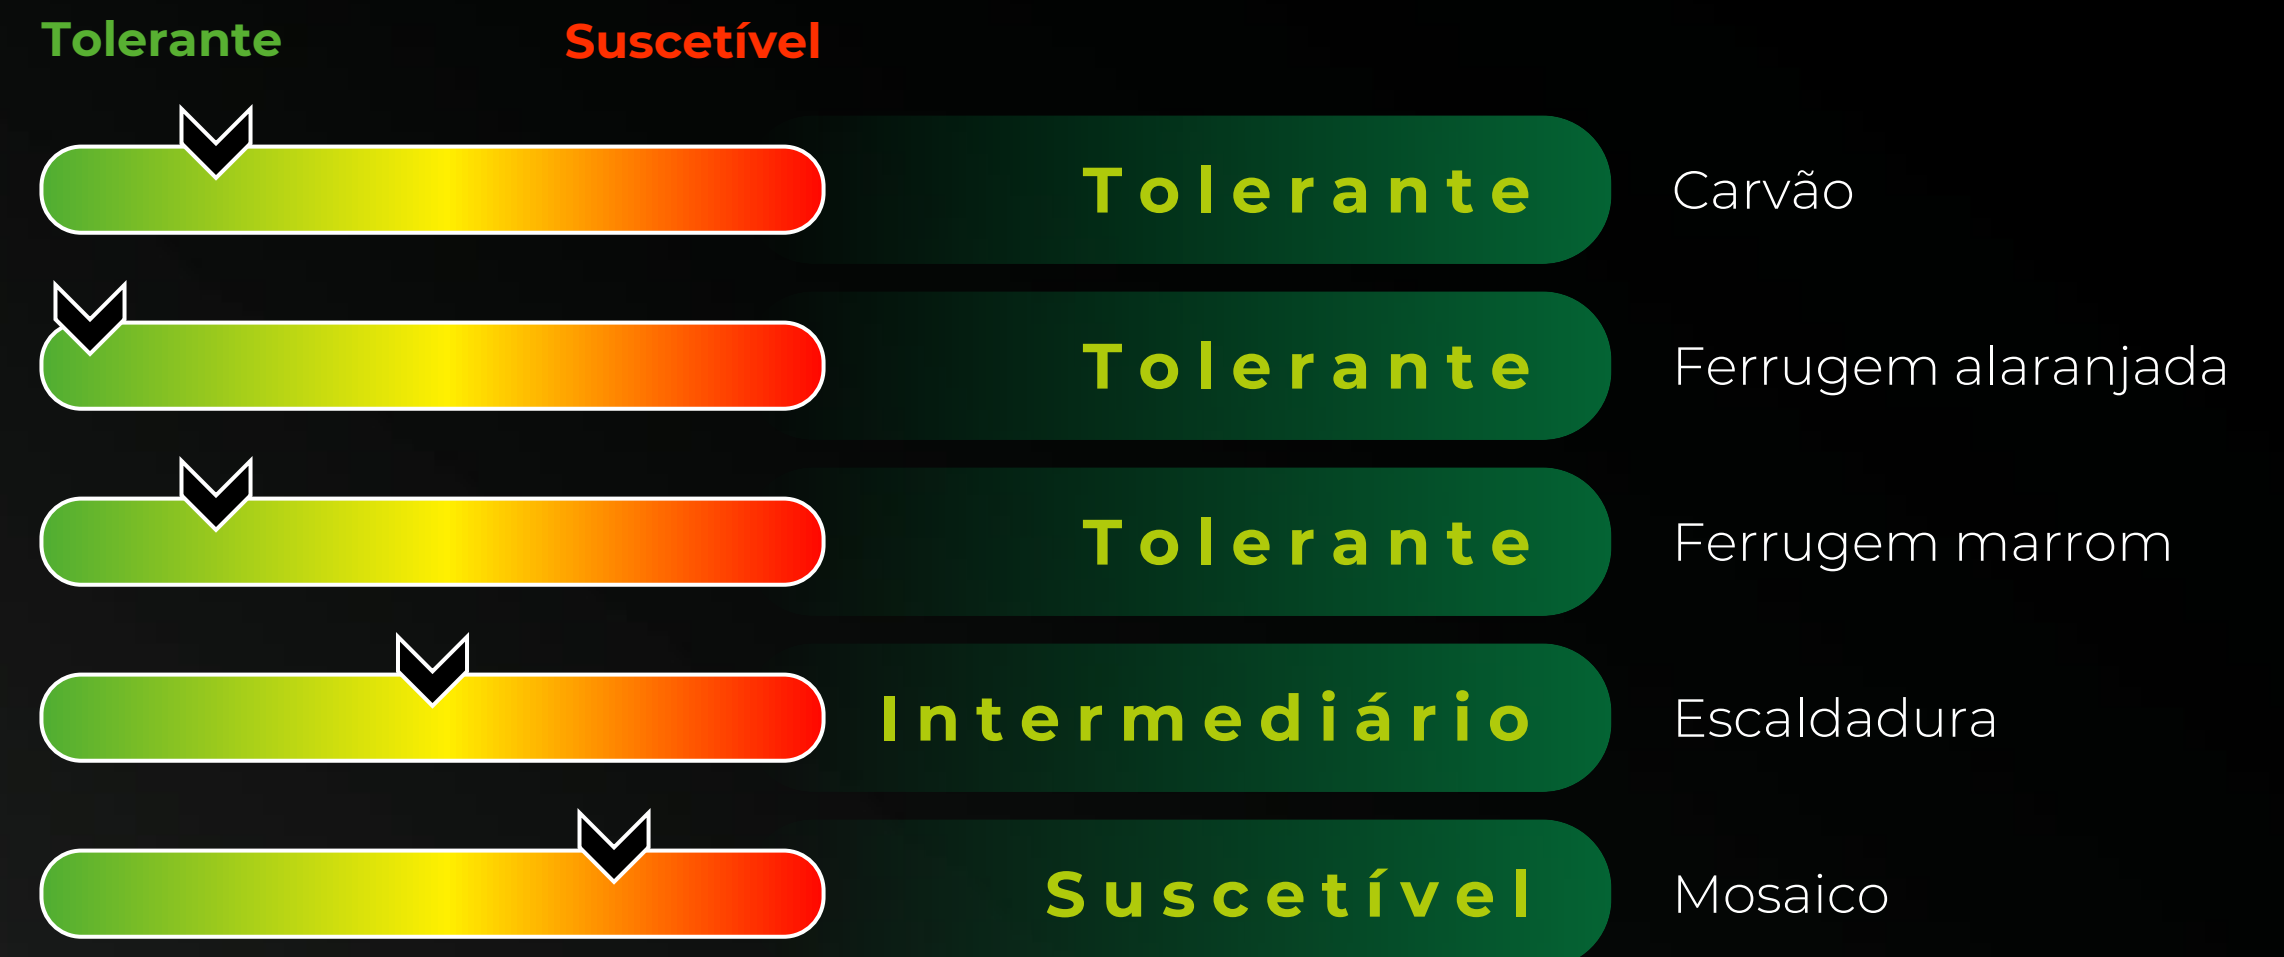 Tolerante Suscetível
Tolerante Carvão
Tolerante Ferrugem alaranjada
Tolerante Ferrugem marrom
Intermediário Escaldadura
Suscetível Mosaico